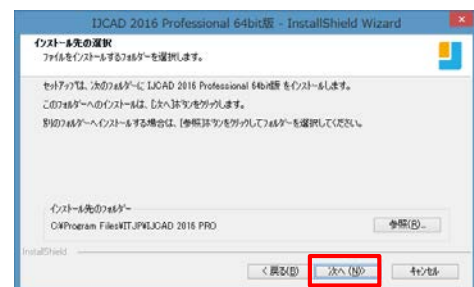 IJCAD 2016 Professional 64bit版 - InstallShield Wizard
インストール先の選択
ファイルをインストールするフォルダーを選択します。
セットアップは、次のフォルダーに IJCAD 2016 Professional 64bit版 をインストールします。
このフォルダーへのインストールは、[次へ]ボタンをクリックします。
別のフォルダーへインストールする場合は、[参照]ボタンをクリックしてフォルダーを選択してください。
インストール先のフォルダー
C:¥Program Files¥ITJP¥IJCAD 2016 PRO
参照(R)...
InstallShield
< 戻る(B)
次へ (N)>
キャンセル